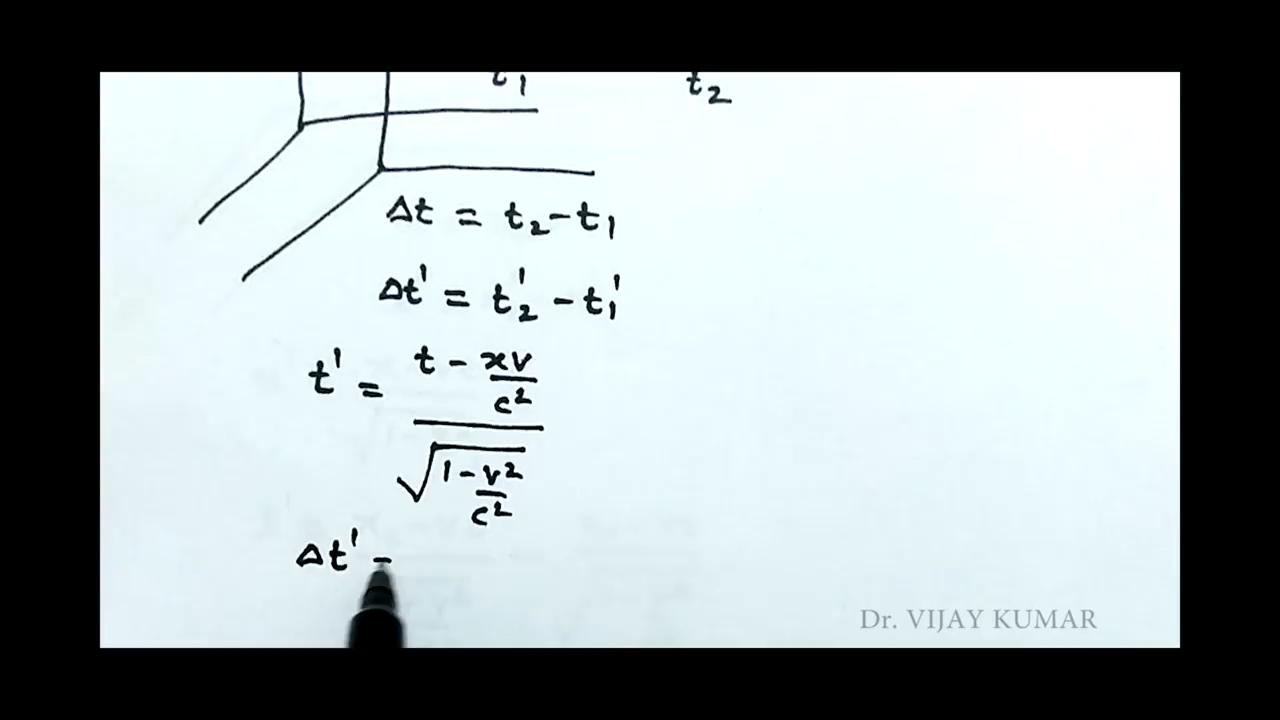 t₁ t₂
Δt = t₂ - t₁
Δt' = t₂' - t₁'
t' = (t - xv/c²) / √(1 - v²/c²)
Δt' -
Dr. VIJAY KUMAR